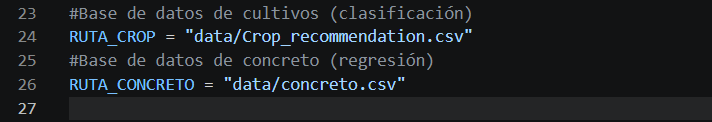 23 #Base de datos de cultivos (clasificación)
24 RUTA_CROP = "data/Crop_recommendation.csv"
25 #Base de datos de concreto (regresión)
26 RUTA_CONCRETO = "data/concreto.csv"
27